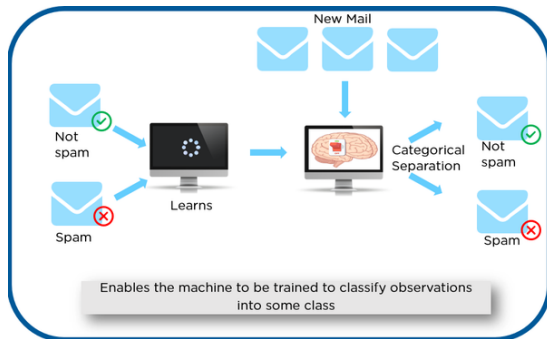 New Mail
Not
spam
Spam
Learns
Categorical
Separation
Not
spam
Spam
Enables the machine to be trained to classify observations
into some class